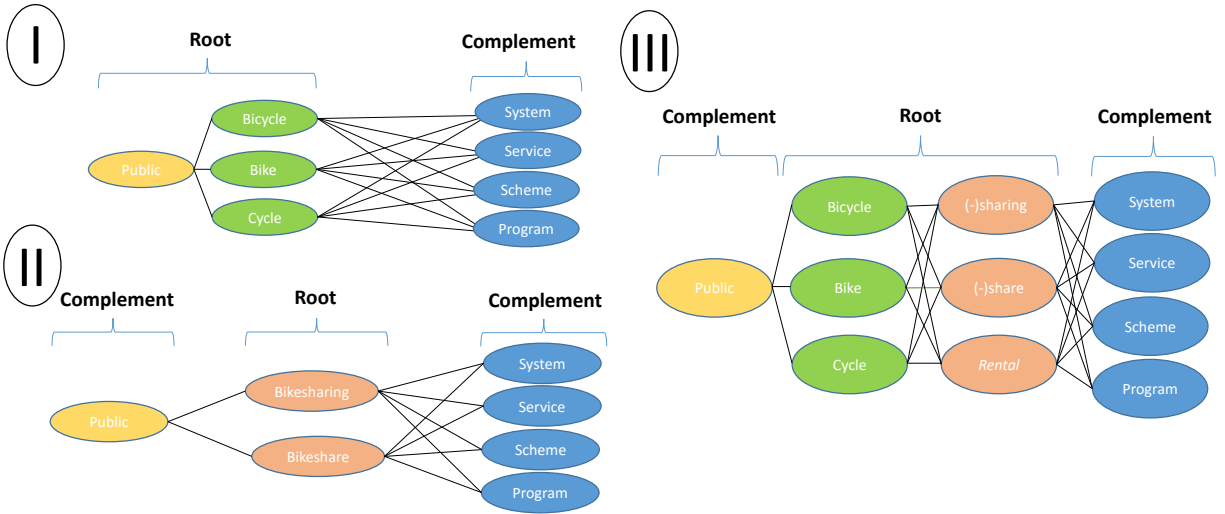 I
Root
Complement
Public
Bicycle
Bike
Cycle
System
Service
Scheme
Program
II
Complement
Root
Complement
Public
Bikesharing
Bikeshare
System
Service
Scheme
Program
III
Complement
Root
Complement
Public
Bicycle
Bike
Cycle
(-)sharing
(-)share
Rental
System
Service
Scheme
Program